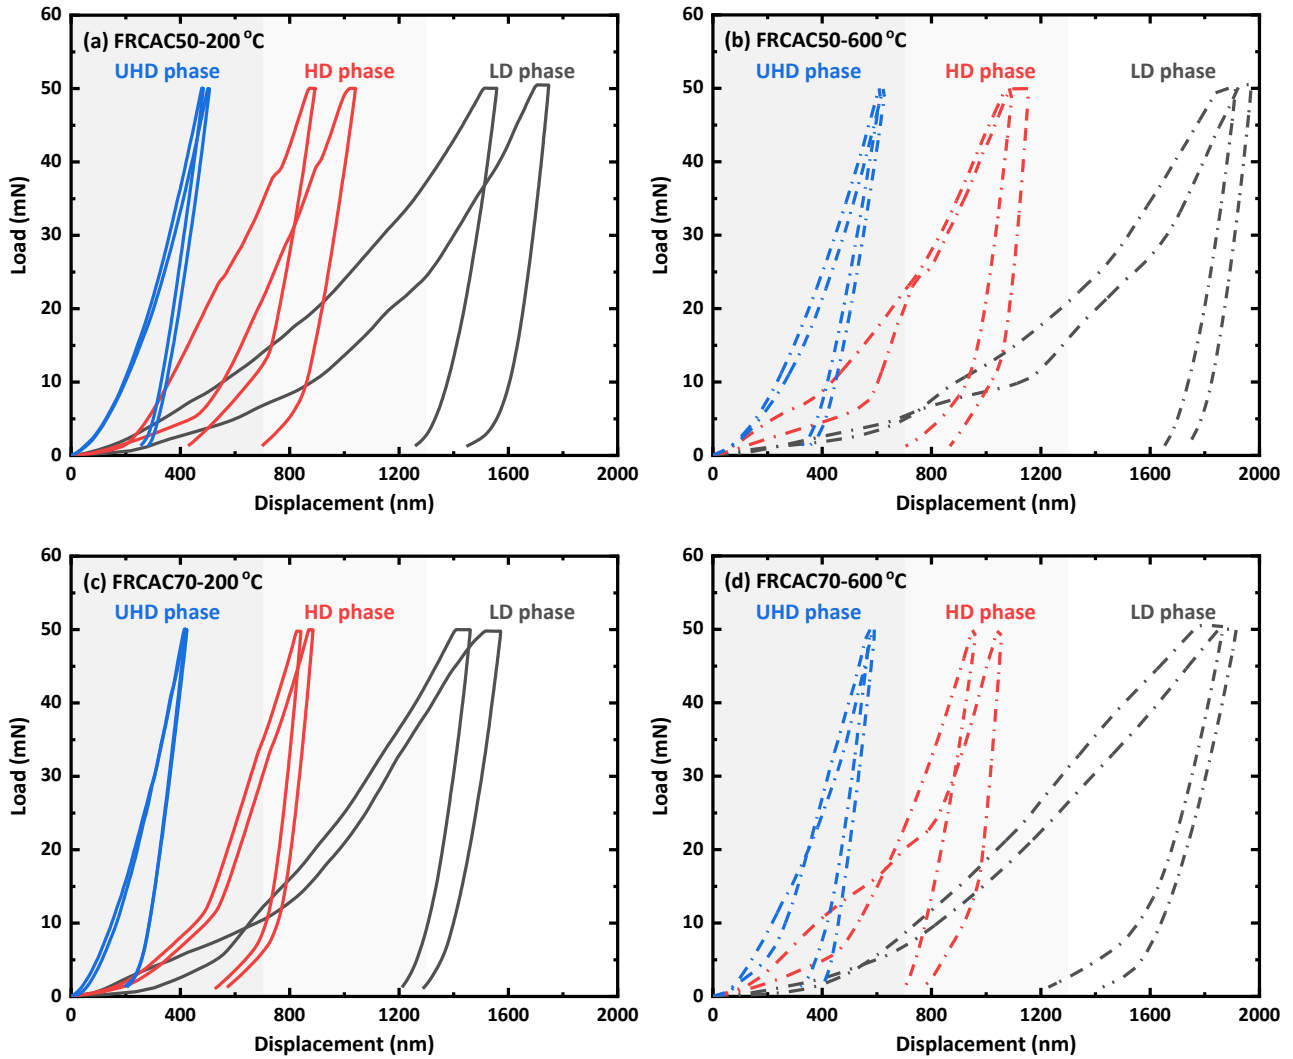 (a) FRCAC50-200 °C
UHD phase
HD phase
LD phase
60
50
40
30
20
10
0
Load (mN)
0
400
800
1200
1600
2000
Displacement (nm)
(b) FRCAC50-600 °C
UHD phase
HD phase
LD phase
60
50
40
30
20
10
0
Load (mN)
0
400
800
1200
1600
2000
Displacement (nm)
(c) FRCAC70-200 °C
UHD phase
HD phase
LD phase
60
50
40
30
20
10
0
Load (mN)
0
400
800
1200
1600
2000
Displacement (nm)
(d) FRCAC70-600 °C
UHD phase
HD phase
LD phase
60
50
40
30
20
10
0
Load (mN)
0
400
800
1200
1600
2000
Displacement (nm)